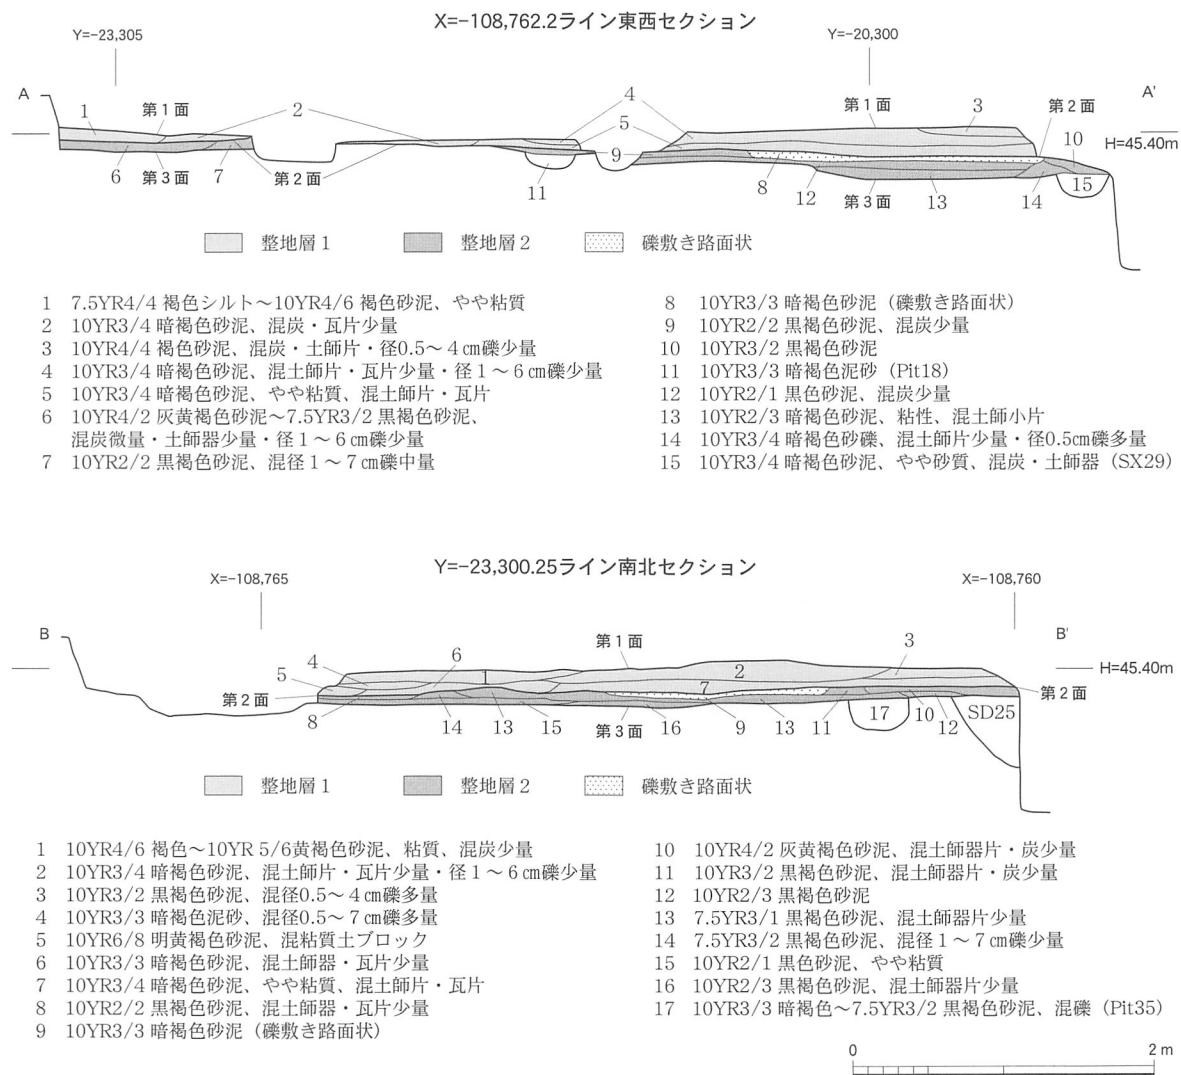 X=-108,762.2ライン東西セクション
Y=-23,305
Y=-20,300
A
A'
1
第1面
2
4
5
第1面
3
第2面
10
H=45.40m
6
第3面
7
第2面
11
9
8
12
第3面
13
14
15
整地層1
整地層2
礫敷き路面状
1 7.5YR4/4 褐色シルト〜10YR4/6 褐色砂泥、やや粘質
2 10YR3/4 暗褐色砂泥、混炭・瓦片少量
3 10YR4/4 褐色砂泥、混炭・土師片・径0.5〜4㎝礫少量
4 10YR3/4 暗褐色砂泥、混土師片・瓦片少量・径1〜6㎝礫少量
5 10YR3/4 暗褐色砂泥、やや粘質、混土師片・瓦片
6 10YR4/2 灰黄褐色砂泥〜7.5YR3/2 黒褐色砂泥、
混炭微量・土師器少量・径1〜6㎝礫少量
7 10YR2/2 黒褐色砂泥、混径1〜7㎝礫中量
8 10YR3/3 暗褐色砂泥（礫敷き路面状）
9 10YR2/2 黒褐色砂泥、混炭少量
10 10YR3/2 黒褐色砂泥
11 10YR3/3 暗褐色泥砂（Pit18）
12 10YR2/1 黒色砂泥、混炭少量
13 10YR2/3 暗褐色砂泥、粘性、混土師小片
14 10YR3/4 暗褐色砂礫、混土師片少量・径0.5㎝礫多量
15 10YR3/4 暗褐色砂泥、やや砂質、混炭・土師器（SX29）
Y=-23,300.25ライン南北セクション
X=-108,765
X=-108,760
B
B'
第1面
6
4
5
1
2
3
7
H=45.40m
第2面
第2面
8
14
13
15
第3面
16
9
13
11
17
10
12
SD25
整地層1
整地層2
礫敷き路面状
1 10YR4/6 褐色〜10YR 5/6黄褐色砂泥、粘質、混炭少量
2 10YR3/4 暗褐色砂泥、混土師片・瓦片少量・径1〜6㎝礫少量
3 10YR3/2 黒褐色砂泥、混径0.5〜4㎝礫多量
4 10YR3/3 暗褐色泥砂、混径0.5〜7㎝礫多量
5 10YR6/8 明黄褐色砂泥、混粘質土ブロック
6 10YR3/3 暗褐色砂泥、混土師器・瓦片少量
7 10YR3/4 暗褐色砂泥、やや粘質、混土師片・瓦片
8 10YR2/2 黒褐色砂泥、混土師器・瓦片少量
9 10YR3/3 暗褐色砂泥（礫敷き路面状）
10 10YR4/2 灰黄褐色砂泥、混土師器片・炭少量
11 10YR3/2 黒褐色砂泥、混土師器片・炭少量
12 10YR2/3 黒褐色砂泥
13 7.5YR3/1 黒褐色砂泥、混土師器片少量
14 7.5YR3/2 黒褐色砂泥、混径1〜7㎝礫少量
15 10YR2/1 黒色砂泥、やや粘質
16 10YR2/3 黒褐色砂泥、混土師器片少量
17 10YR3/3 暗褐色〜7.5YR3/2 黒褐色砂泥、混礫（Pit35）
0
2 m